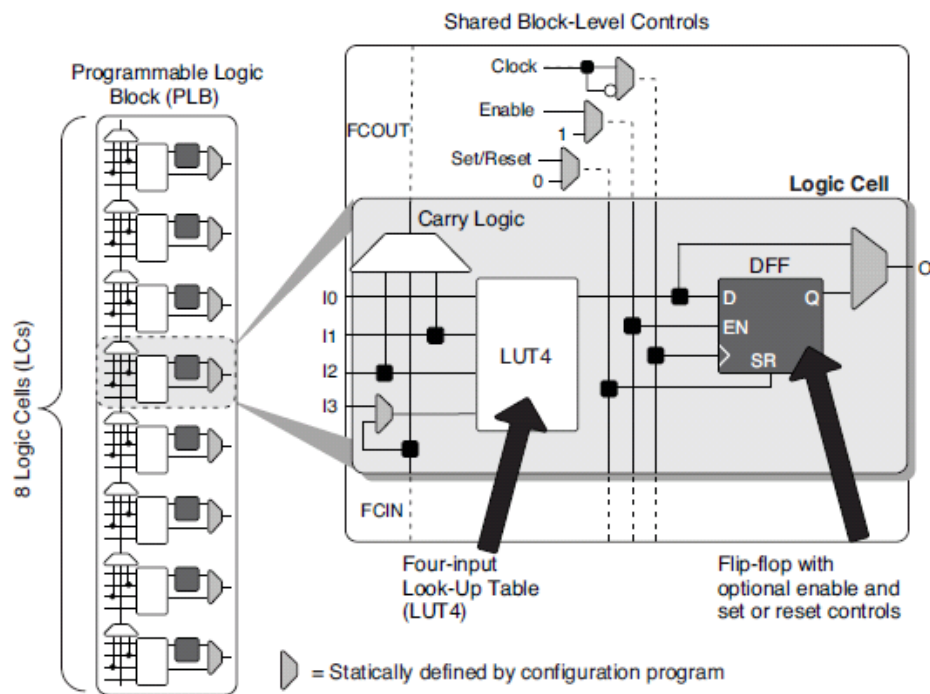 Shared Block-Level Controls
Programmable Logic
Block (PLB)
8 Logic Cells (LCs)
Clock
Enable
1
Set/Reset
0
FCOUT
Logic Cell
Carry Logic
I0
I1
I2
I3
LUT4
DFF
D
Q
EN
SR
O
FCIN
Four-input
Look-Up Table
(LUT4)
Flip-flop with
optional enable and
set or reset controls
= Statically defined by configuration program